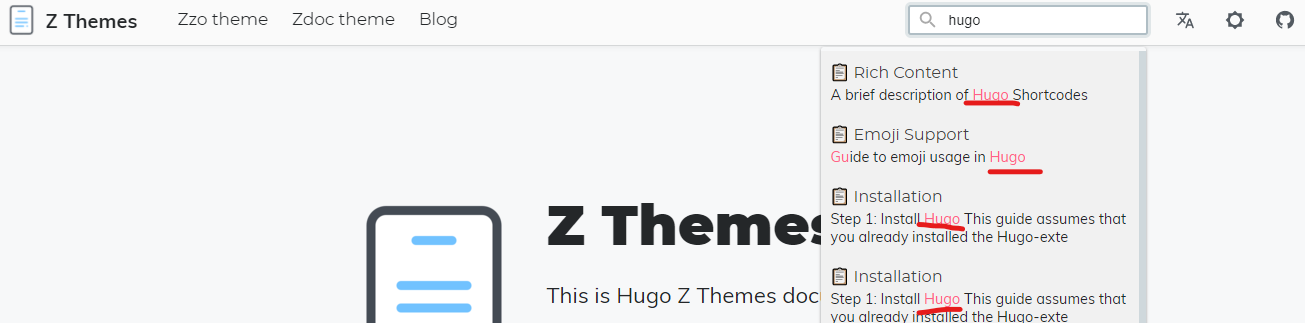 Z Themes Zzo theme Zdoc theme Blog hugo
Rich Content
A brief description of Hugo Shortcodes
Emoji Support
Guide to emoji usage in Hugo
Installation
Step 1: Install Hugo This guide assumes that
you already installed the Hugo-exte
Installation
Step 1: Install Hugo This guide assumes that
you already installed the Hugo-exte
Z Themes
This is Hugo Z Themes docu